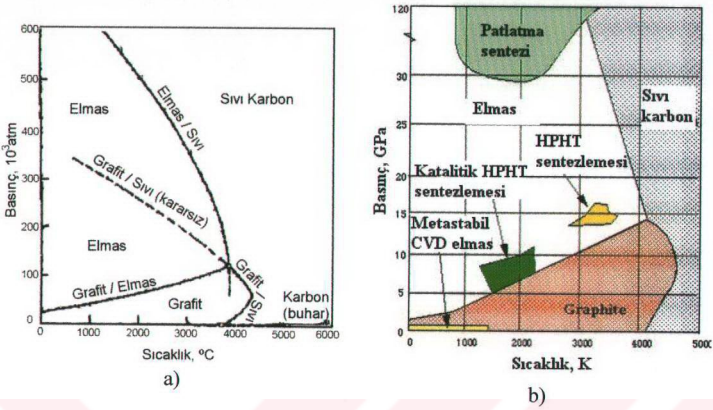 600
500
400
300
200
100
0
Basınç, 10³atm
Elmas
Elmas / Sıvı
Sıvı Karbon
Grafit / Sıvı (kararsız)
Elmas
Grafit / Elmas
Grafit
Grafit / Sıvı
Karbon
(buhar)
0
1000
2000
3000
4000
5000
6000
Sıcaklık, ºC
a)
120
30
25
20
15
10
5
0
Basınç, GPa
Patlatma
sentezi
Elmas
Sıvı
karbon
HPHT
sentezlemesi
Katalitik HPHT
sentezlemesi
Metastabil
CVD elmas
Graphite
0
1000
2000
3000
4000
5000
Sıcaklık, K
b)